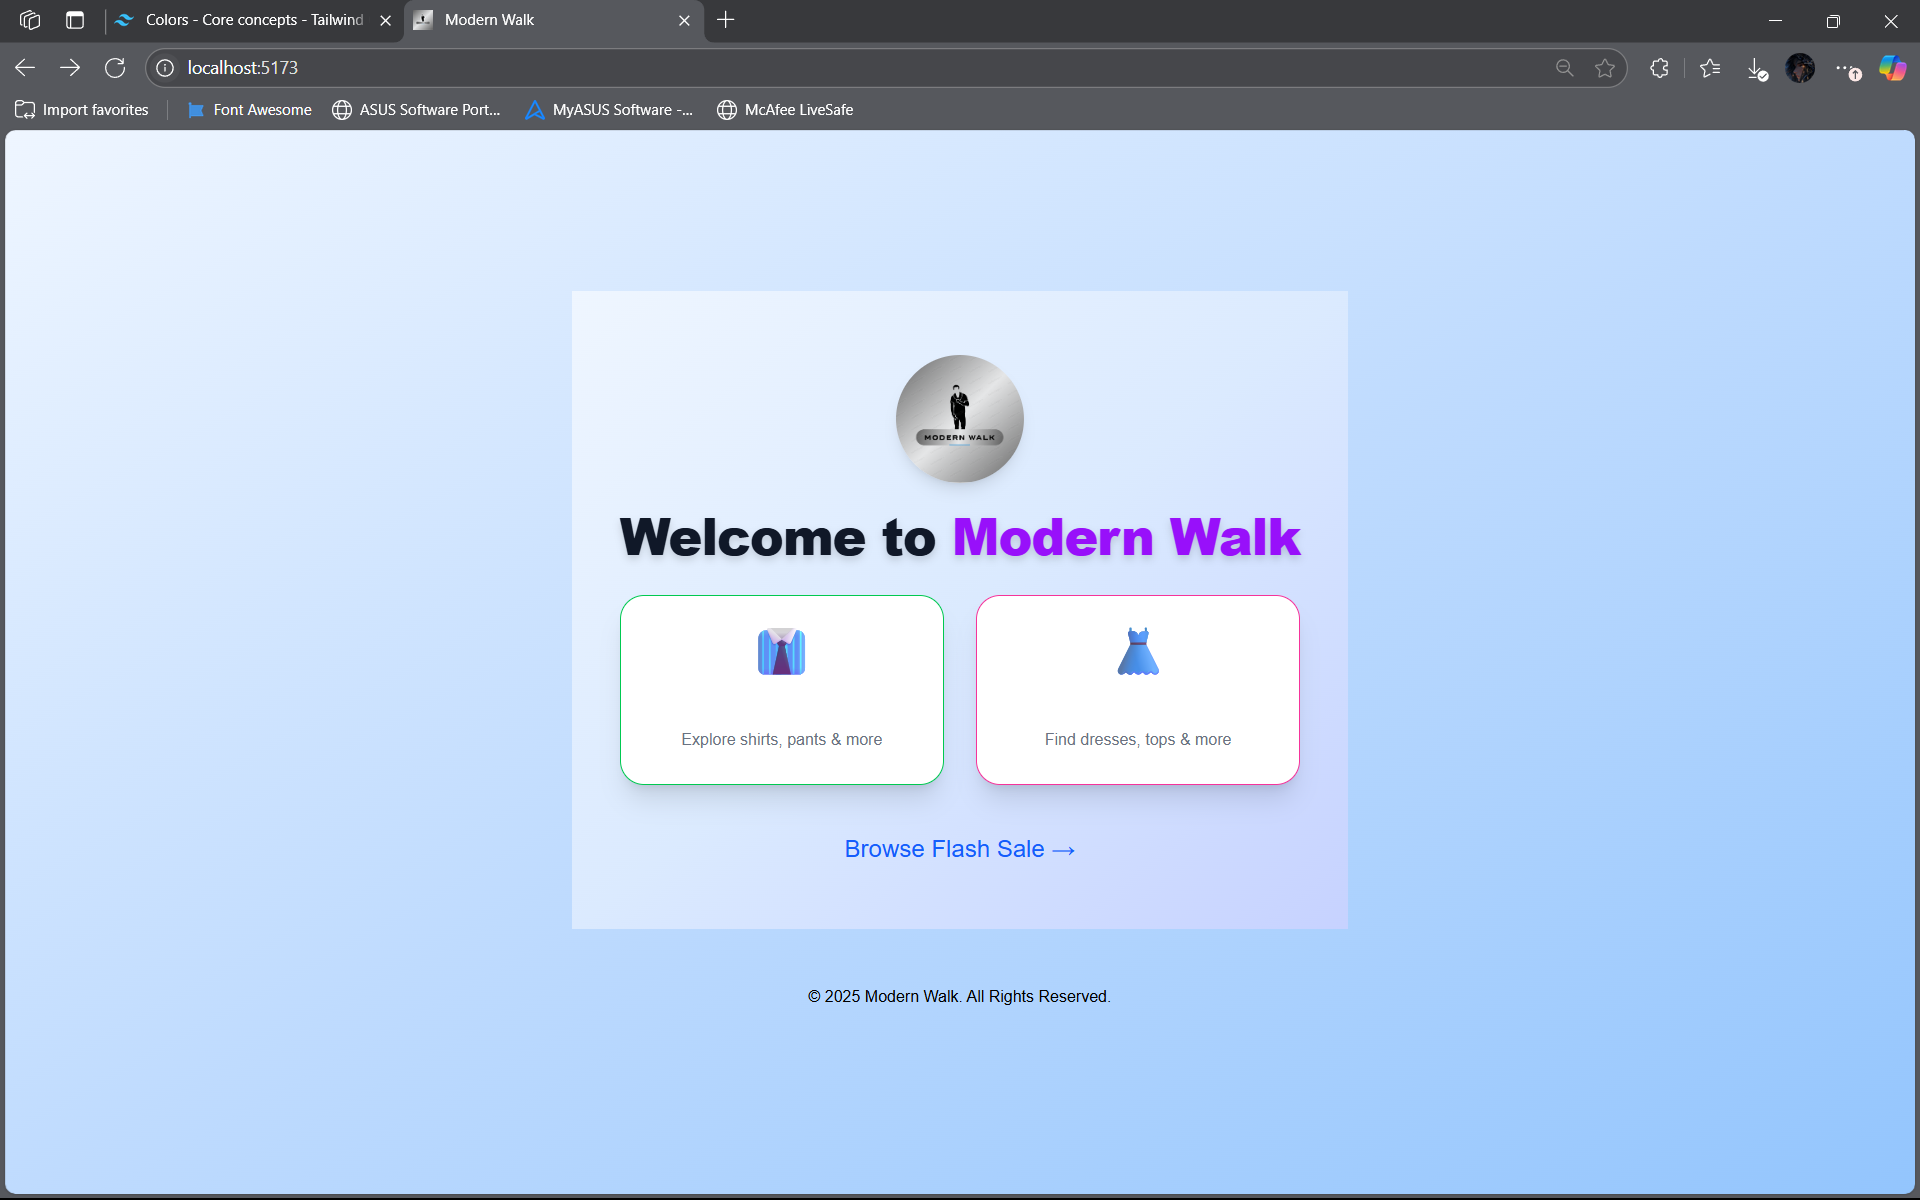 Colors - Core concepts - Tailwind
Modern Walk
localhost:5173
Import favorites
Font Awesome
ASUS Software Port...
MyASUS Software -...
McAfee LiveSafe
MODERN WALK
Welcome to Modern Walk
Explore shirts, pants & more
Find dresses, tops & more
Browse Flash Sale →
© 2025 Modern Walk. All Rights Reserved.